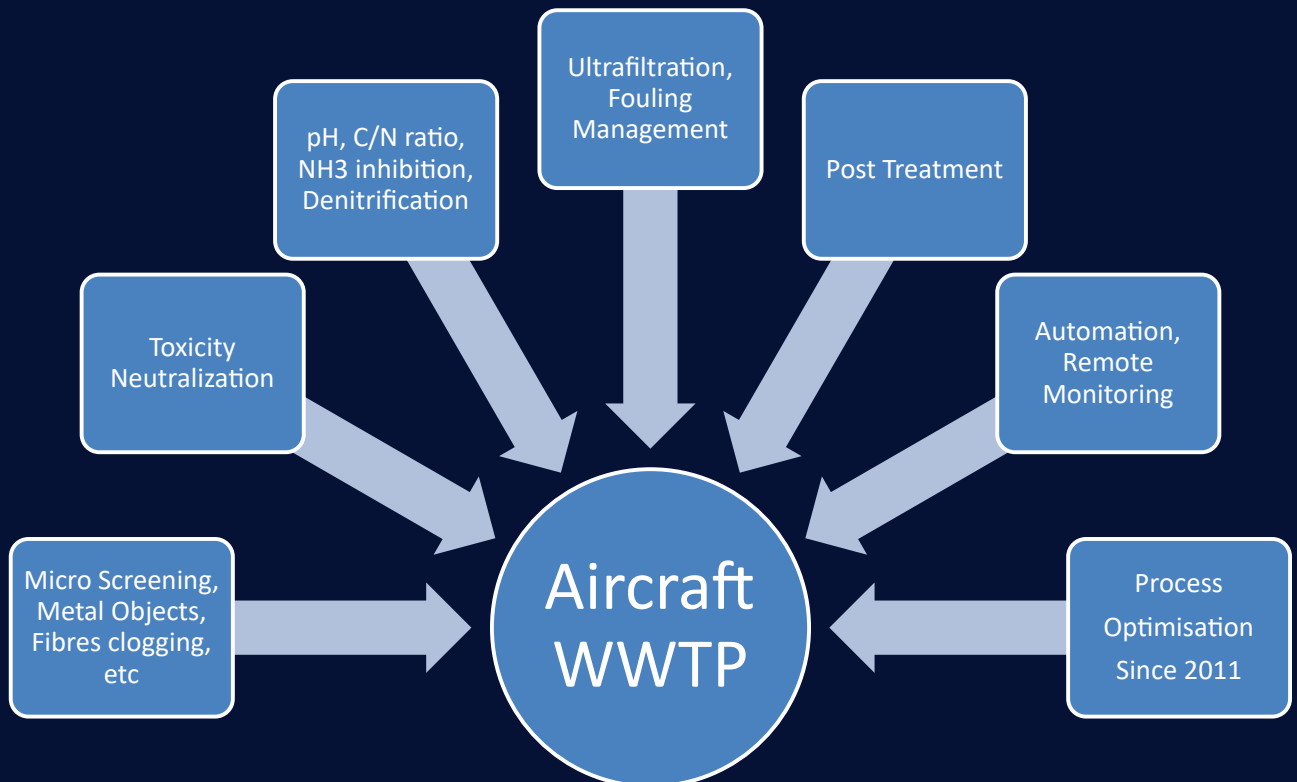 Micro Screening,
Metal Objects,
Fibres clogging,
etc
Toxicity
Neutralization
pH, C/N ratio,
NH3 inhibition,
Denitrification
Ultrafiltration,
Fouling
Management
Post Treatment
Automation,
Remote
Monitoring
Process
Optimisation
Since 2011
Aircraft
WWTP